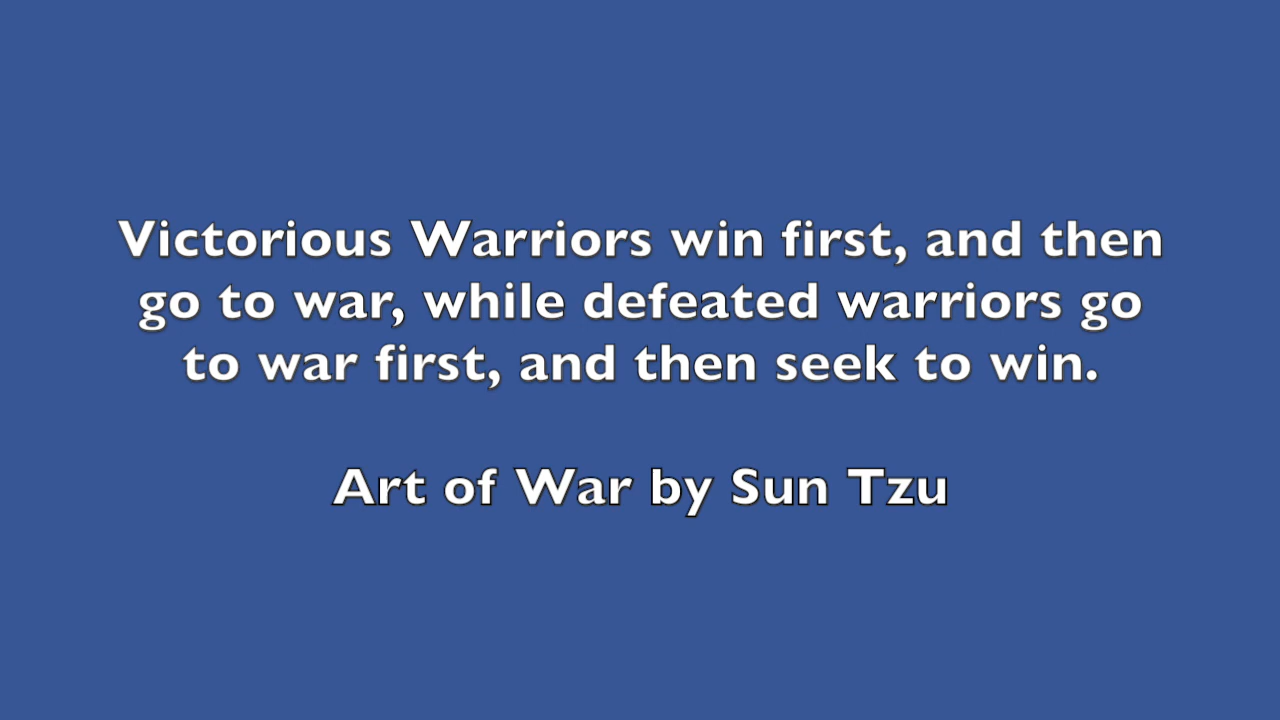 Victorious Warriors win first, and then
go to war, while defeated warriors go
to war first, and then seek to win.
Art of War by Sun Tzu